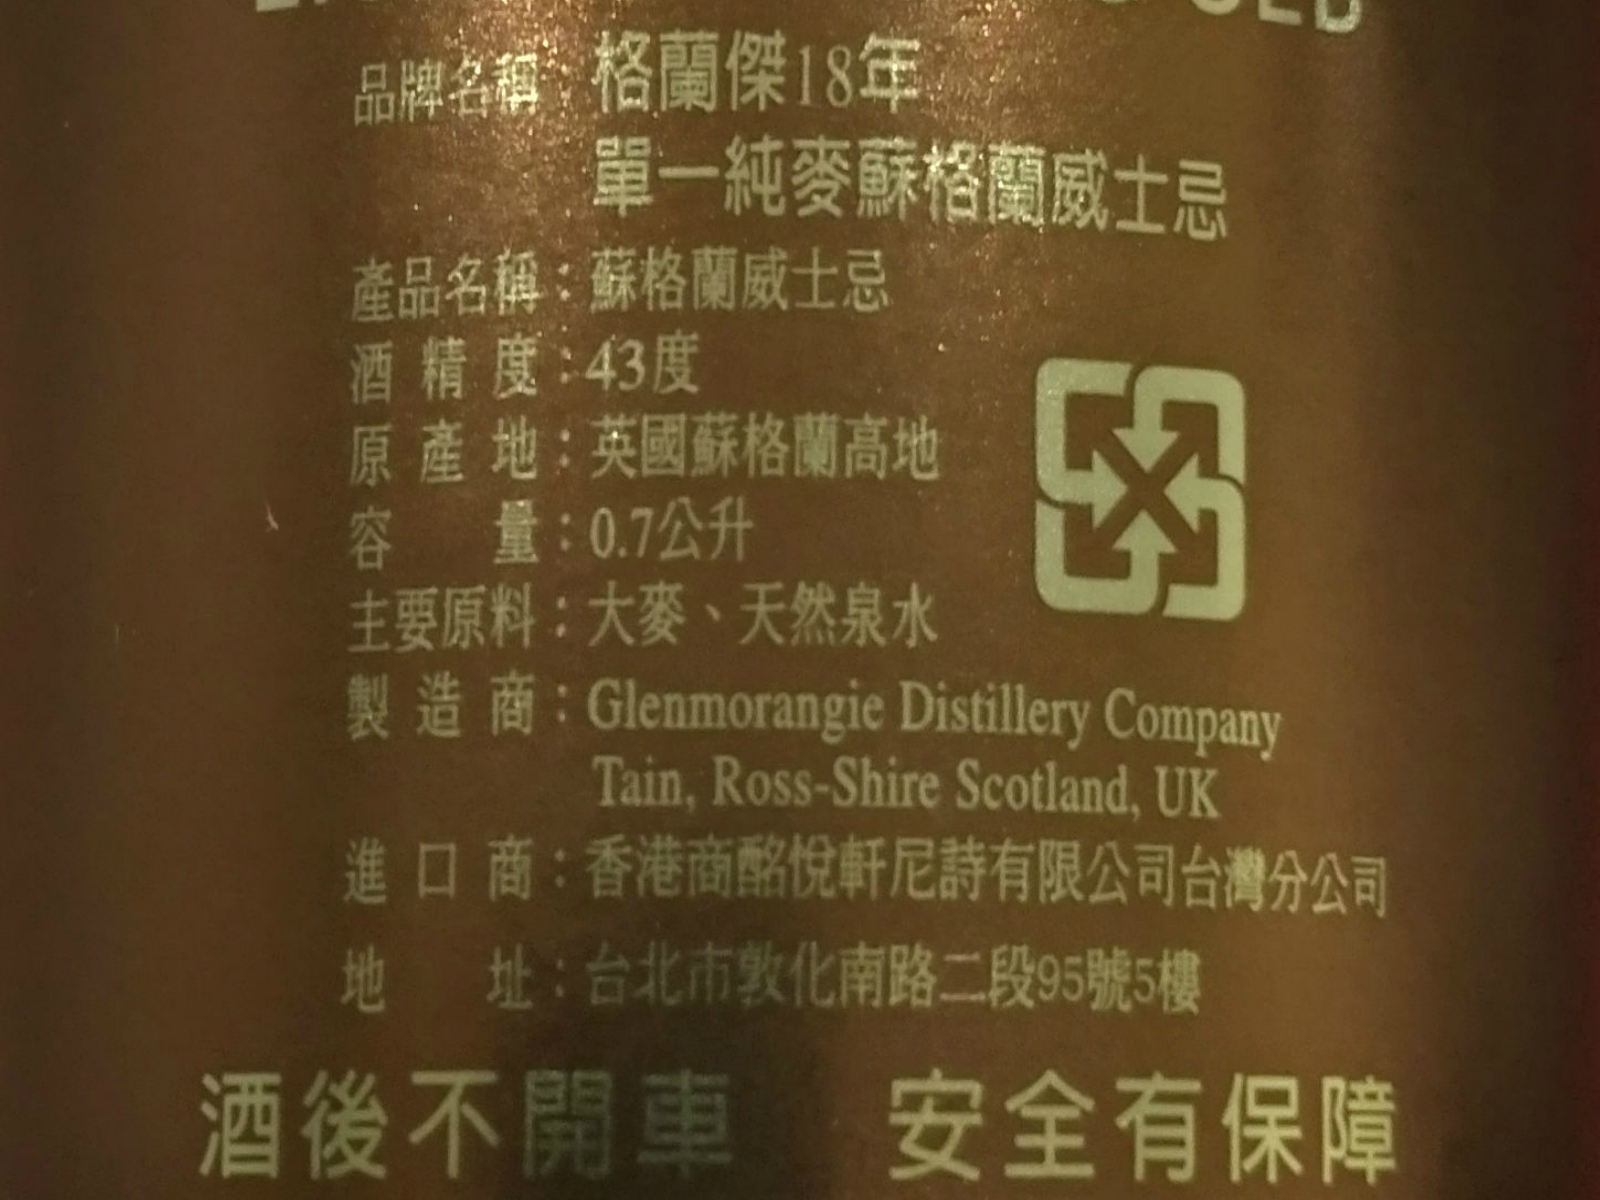 品牌名稱：格蘭傑18年
單一純麥蘇格蘭威士忌
產品名稱：蘇格蘭威士忌
酒精度：43度
原產地：英國蘇格蘭高地
容量：0.7公升
主要原料：大麥、天然泉水
製造商：Glenmorangie Distillery Company
Tain, Ross-Shire Scotland, UK
進口商：香港商酩悅軒尼詩有限公司台灣分公司
地址：台北市敦化南路二段95號5樓
酒後不開車 安全有保障